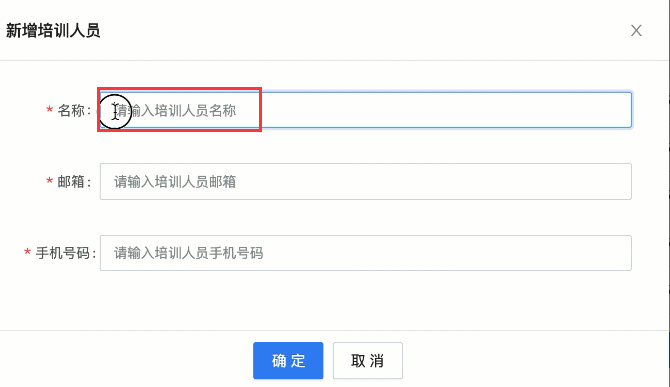 新增培训人员
* 名称: 请输入培训人员名称
* 邮箱: 请输入培训人员邮箱
* 手机号码: 请输入培训人员手机号码
确 定 取 消